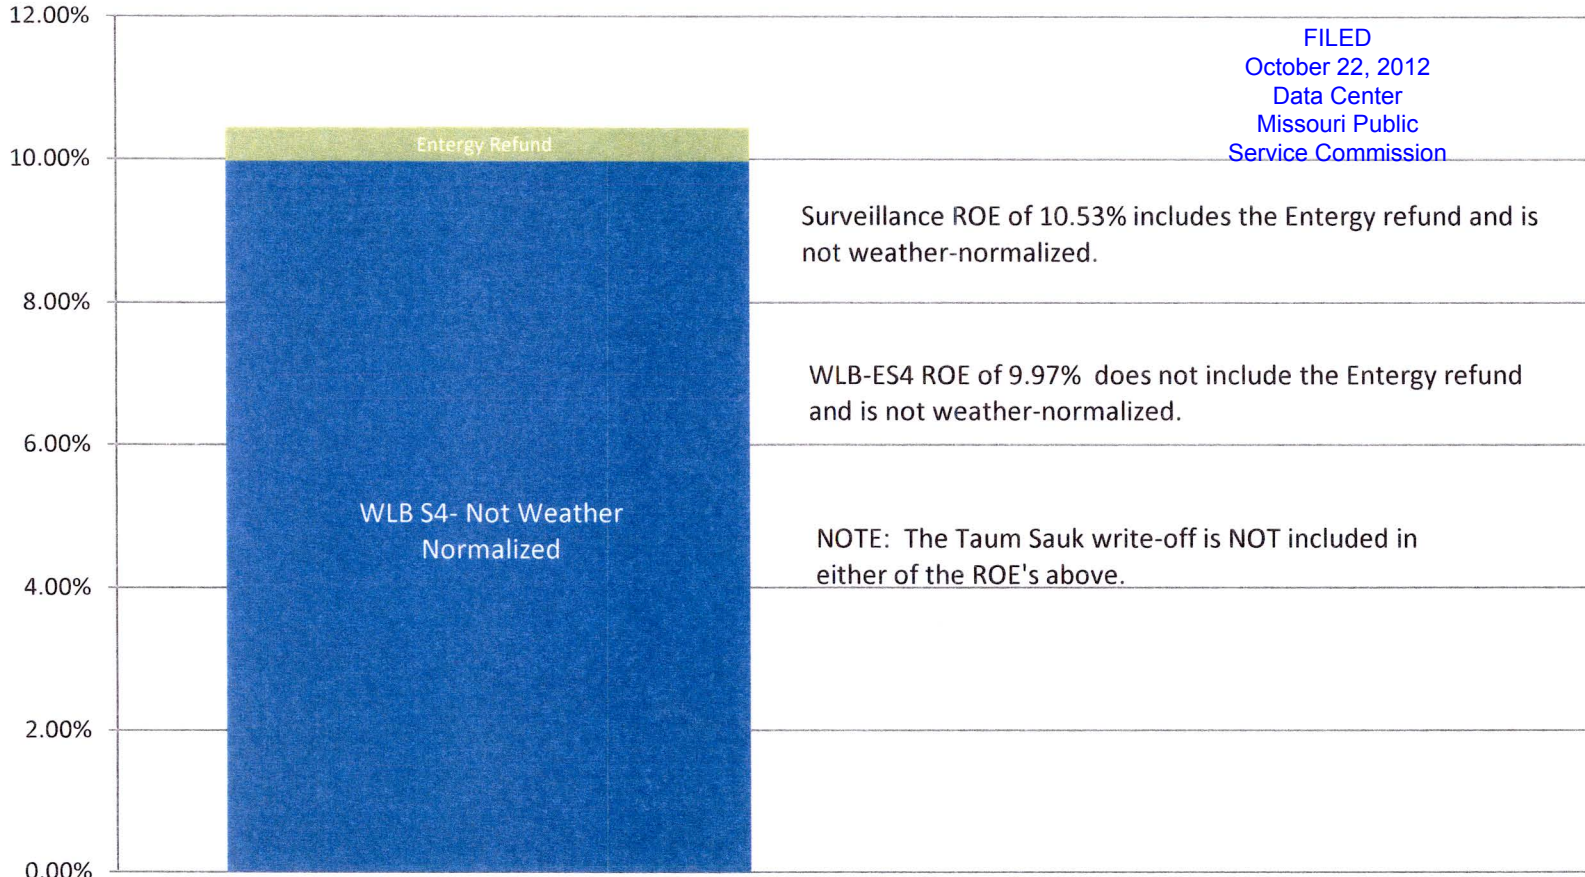 12.00%
FILED
October 22, 2012
Data Center
Missouri Public
Service Commission
Entergy Refund
10.00%
Surveillance ROE of 10.53% includes the Entergy refund and is
not weather-normalized.
8.00%
WLB-ES4 ROE of 9.97% does not include the Entergy refund
and is not weather-normalized.
6.00%
WLB S4- Not Weather
Normalized
NOTE: The Taum Sauk write-off is NOT included in
either of the ROE's above.
4.00%
2.00%
0.00%